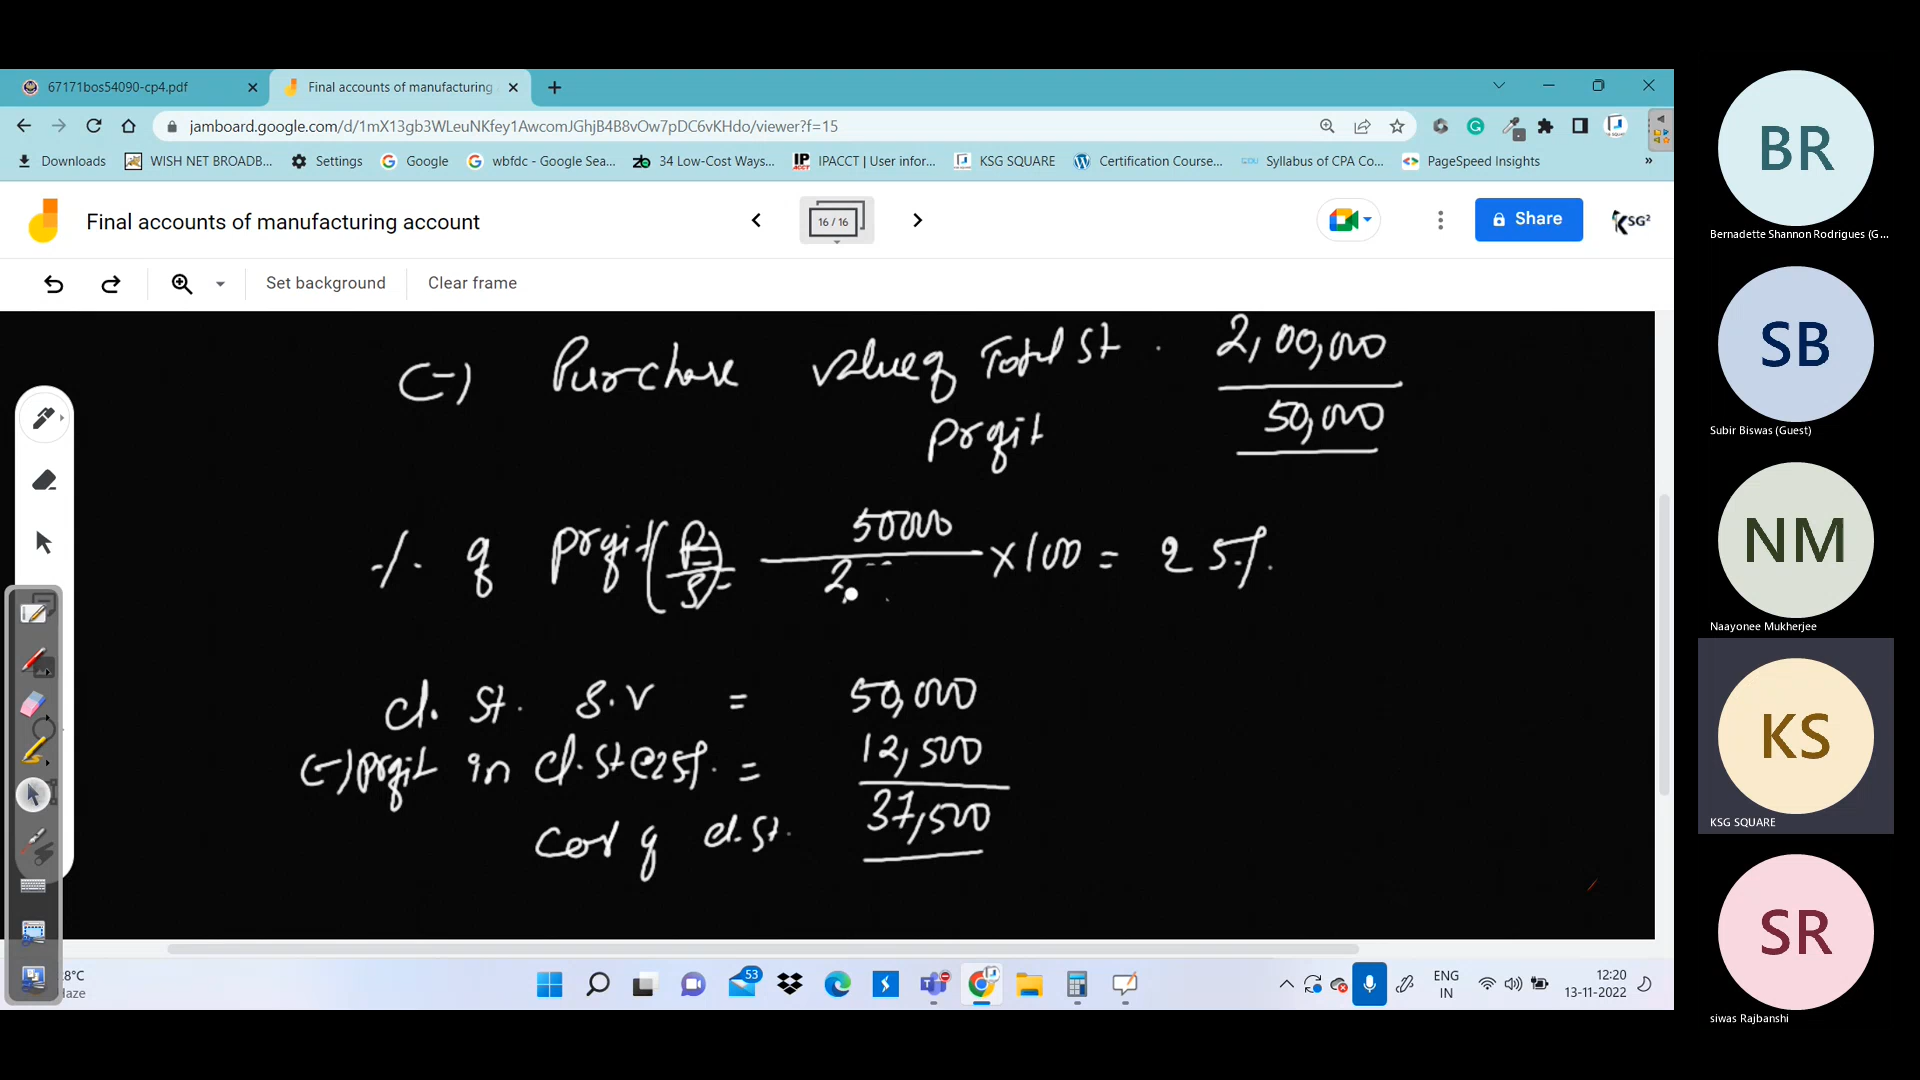 67171bos54090-cp4.pdf
Final accounts of manufacturing
jamboard.google.com/d/1mX13gb3WLeuNKfey1AwcomJGhjB4B8vOw7pDC6vKHdo/viewer?f=15
Downloads WISH NET BROADB... Settings Google wbfdc - Google Sea... 34 Low-Cost Ways... IPACCT | User infor... KSG SQUARE Certification Course... Syllabus of CPA Co... PageSpeed Insights »
Final accounts of manufacturing account
16 / 16
Share
KSG²
Set background
Clear frame
(-) Purchase value of Total St. 2,00,000
Profit 50,000
% of Profit (P/S) = 50000 / 2 × 100 = 25%.
cl. St. S.V = 50,000
(-) Profit in cl. St @ 25%. = 12,500
Cost of cl. St. 37,500
8°C
Haze
53
ENG
IN
12:20
13-11-2022
BR
Bernadette Shannon Rodrigues (G...
SB
Subir Biswas (Guest)
NM
Naayonee Mukherjee
KS
KSG SQUARE
SR
siwas Rajbanshi